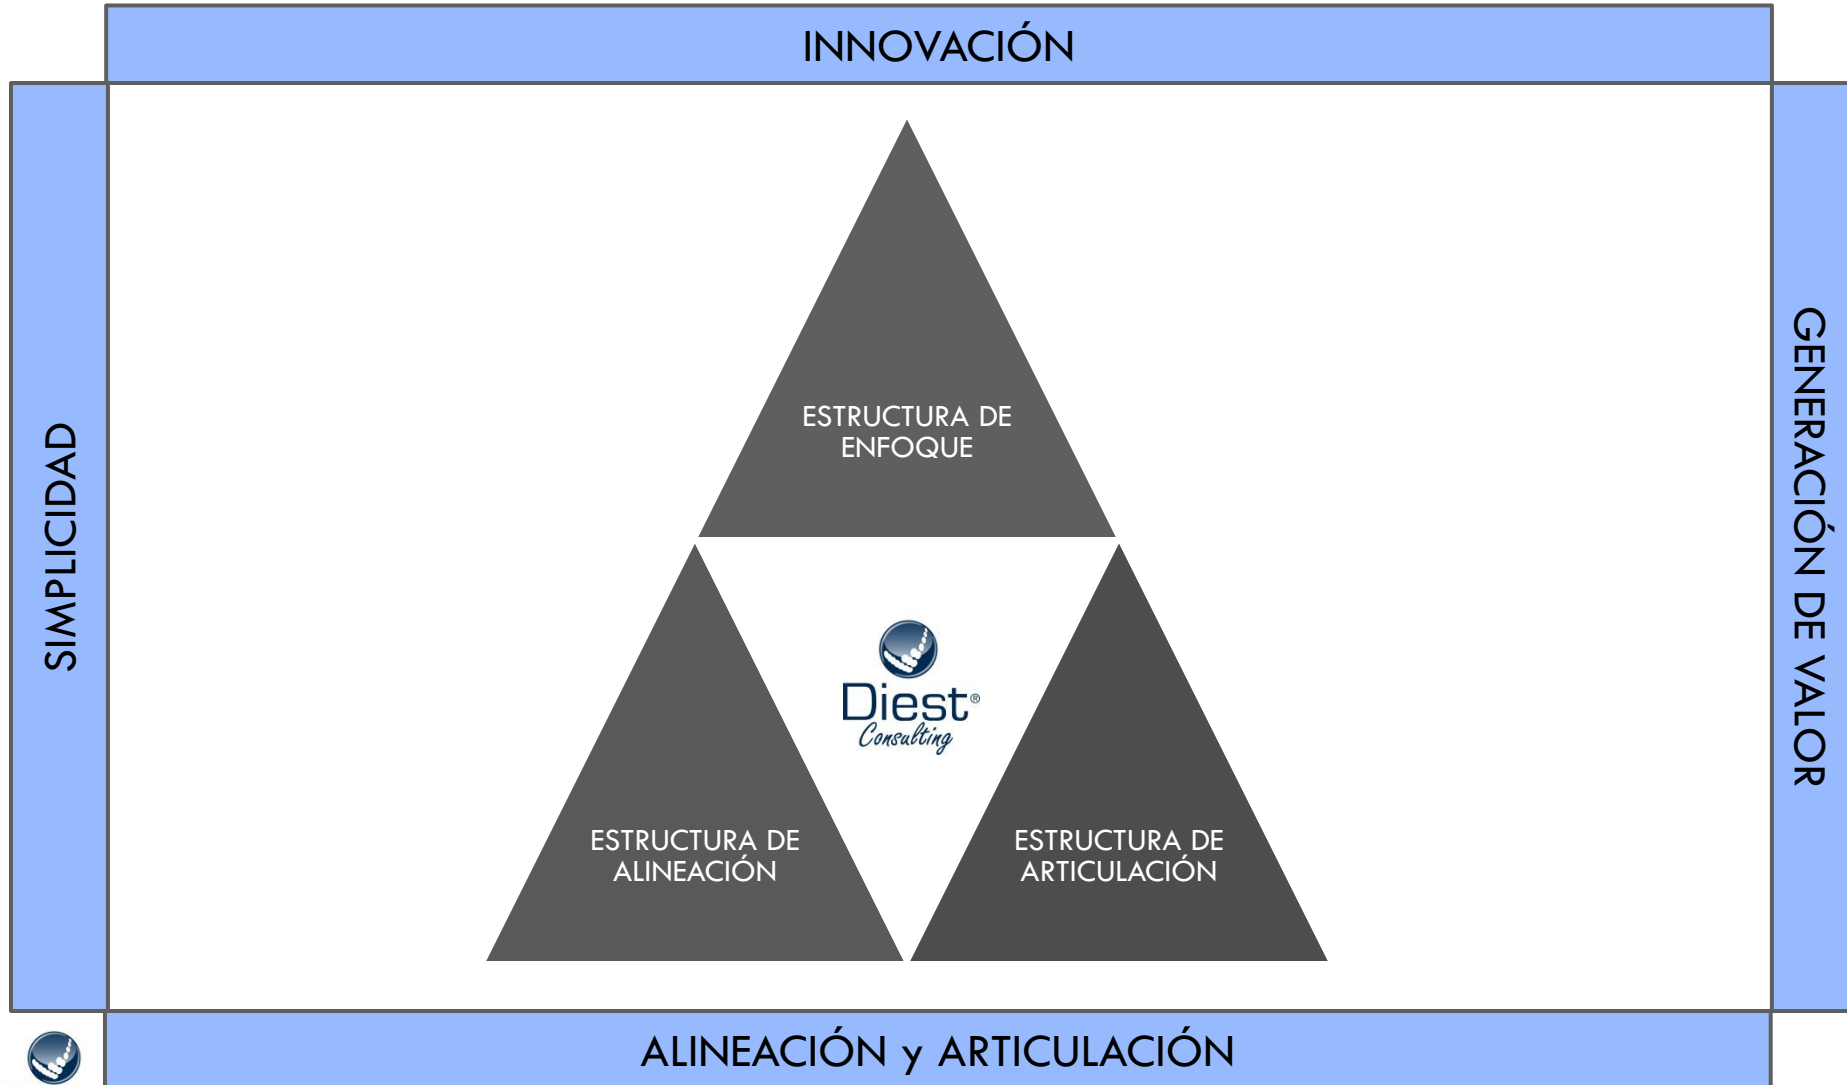 INNOVACIÓN
SIMPLICIDAD
GENERACIÓN DE VALOR
ESTRUCTURA DE
ENFOQUE
Diest®
Consulting
ESTRUCTURA DE
ALINEACIÓN
ESTRUCTURA DE
ARTICULACIÓN
ALINEACIÓN y ARTICULACIÓN